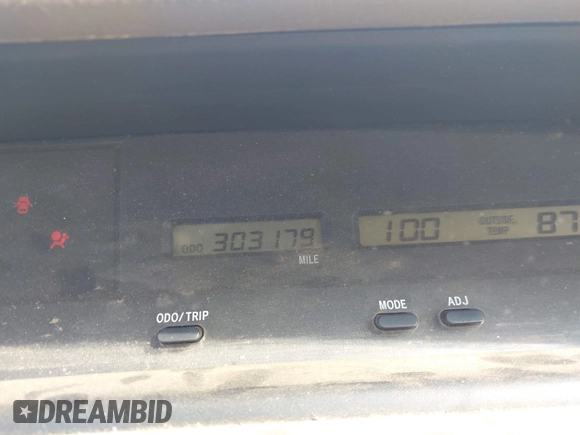 ODO 303179
MILE
100 OUTSIDE TEMP 87
ODO/TRIP
MODE
ADJ
DREAMBID